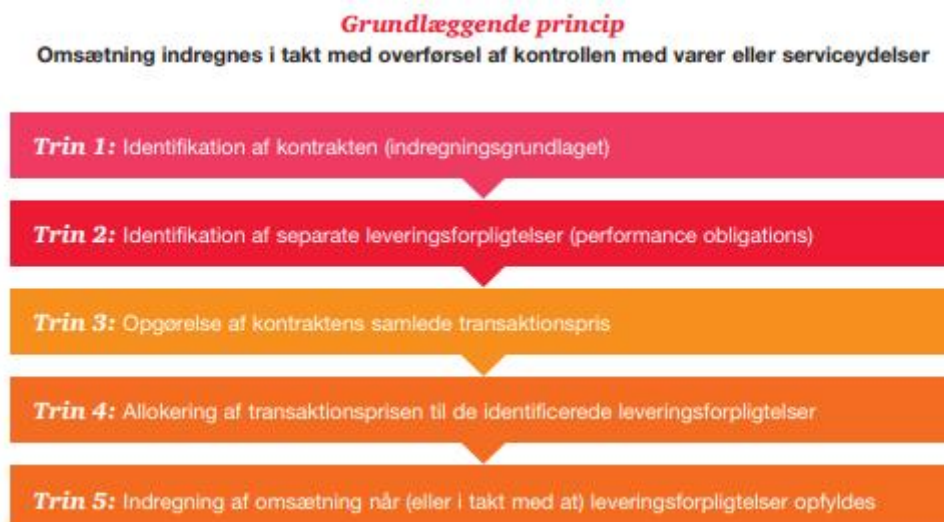 Grundlæggende princip
Omsætning indregnes i takt med overførsel af kontrollen med varer eller serviceydelser
Trin 1: Identifikation af kontrakten (indregningsgrundlaget)
Trin 2: Identifikation af separate leveringsforpligtelser (performance obligations)
Trin 3: Opgørelse af kontraktens samlede transaktionspris
Trin 4: Allokering af transaktionsprisen til de identificerede leveringsforpligtelser
Trin 5: Indregning af omsætning når (eller i takt med at) leveringsforpligtelser opfyldes